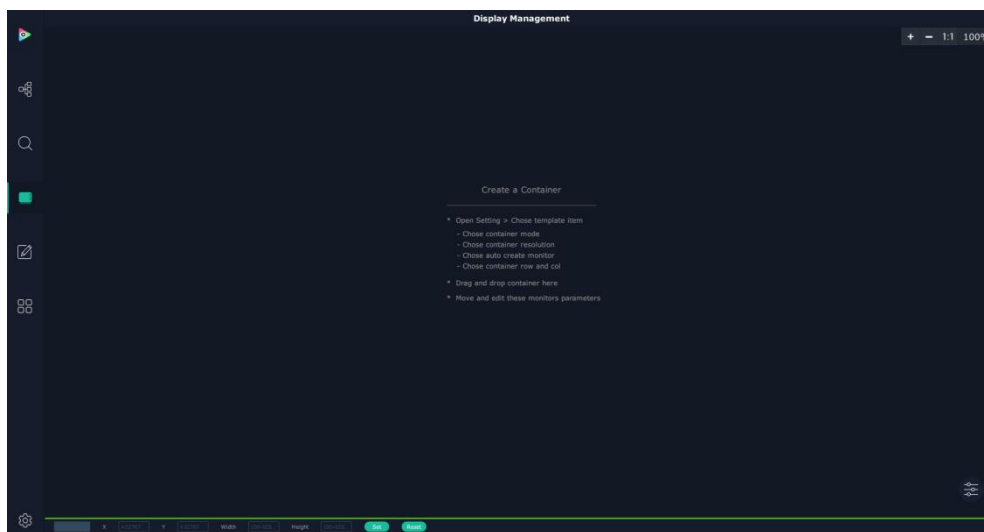 Display Management
+ - 1:1 100%
Create a Container
* Open Setting > Chose template item
- Chose container mode
- Chose container resolution
- Chose auto create monitor
- Chose container row and col
* Drag and drop container here
* Move and edit these monitors parameters
X Y Width Height Set Reset